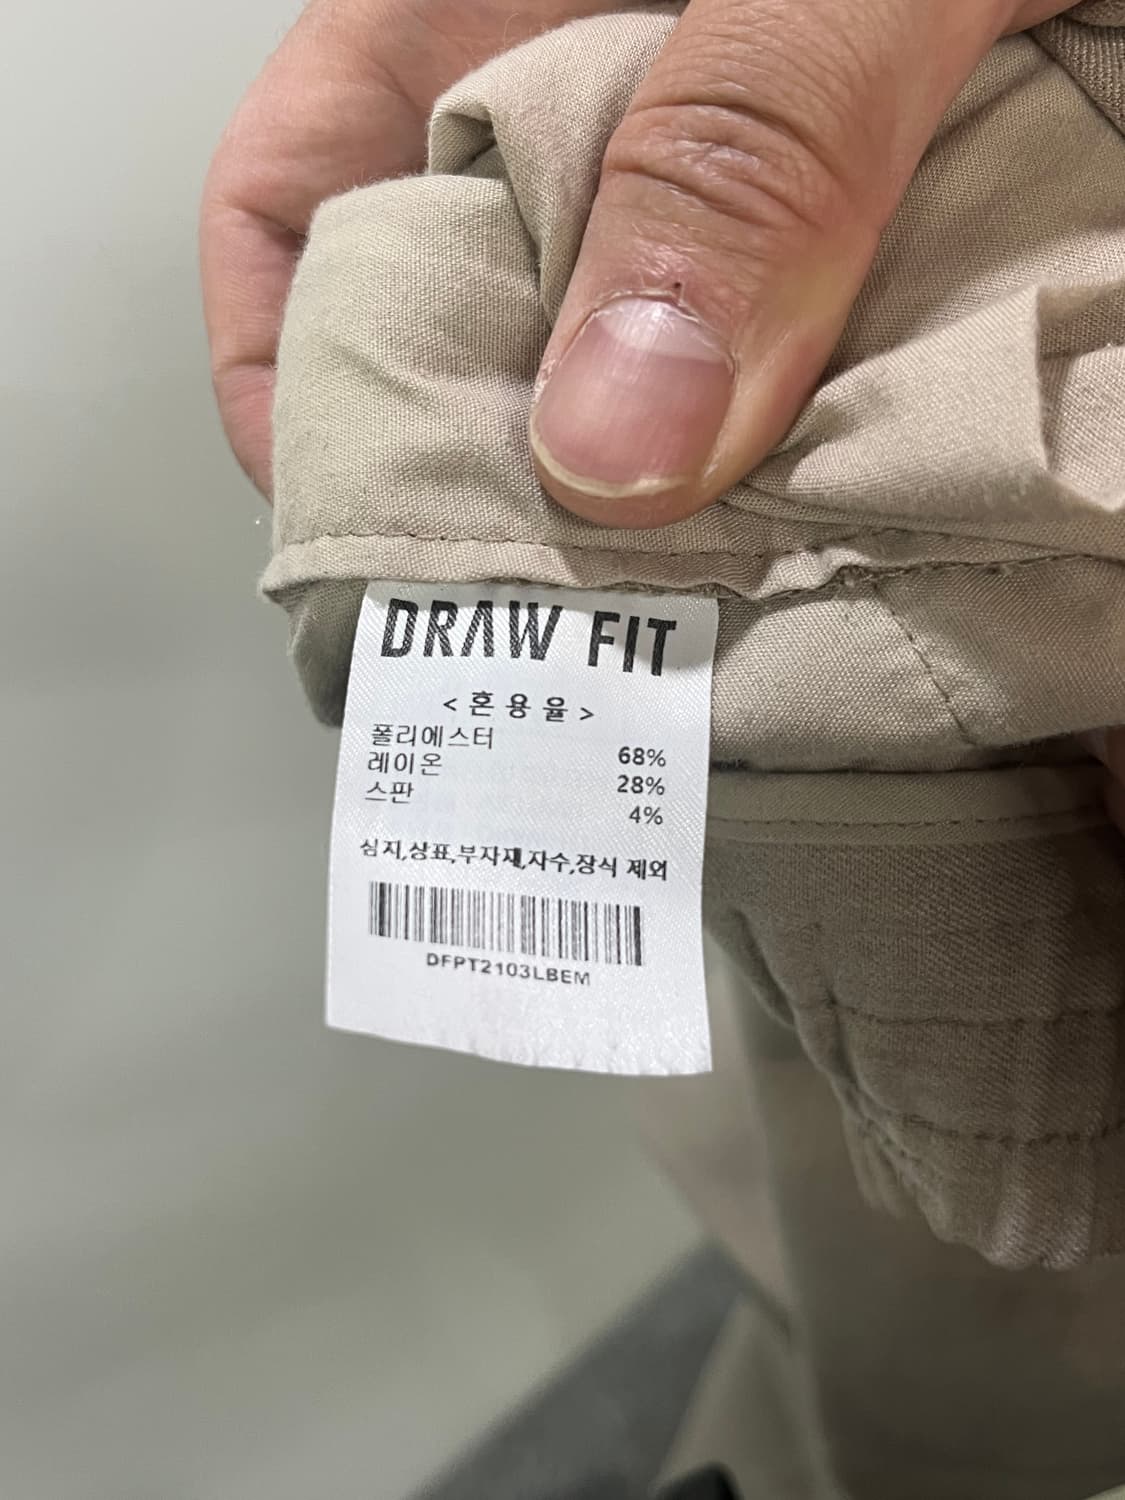 DRAW FIT
< 혼 용 율 >
폴리에스터 68%
레이온 28%
스판 4%
심지,상표,부자재,자수,장식 제외
DFPT2103LBEM